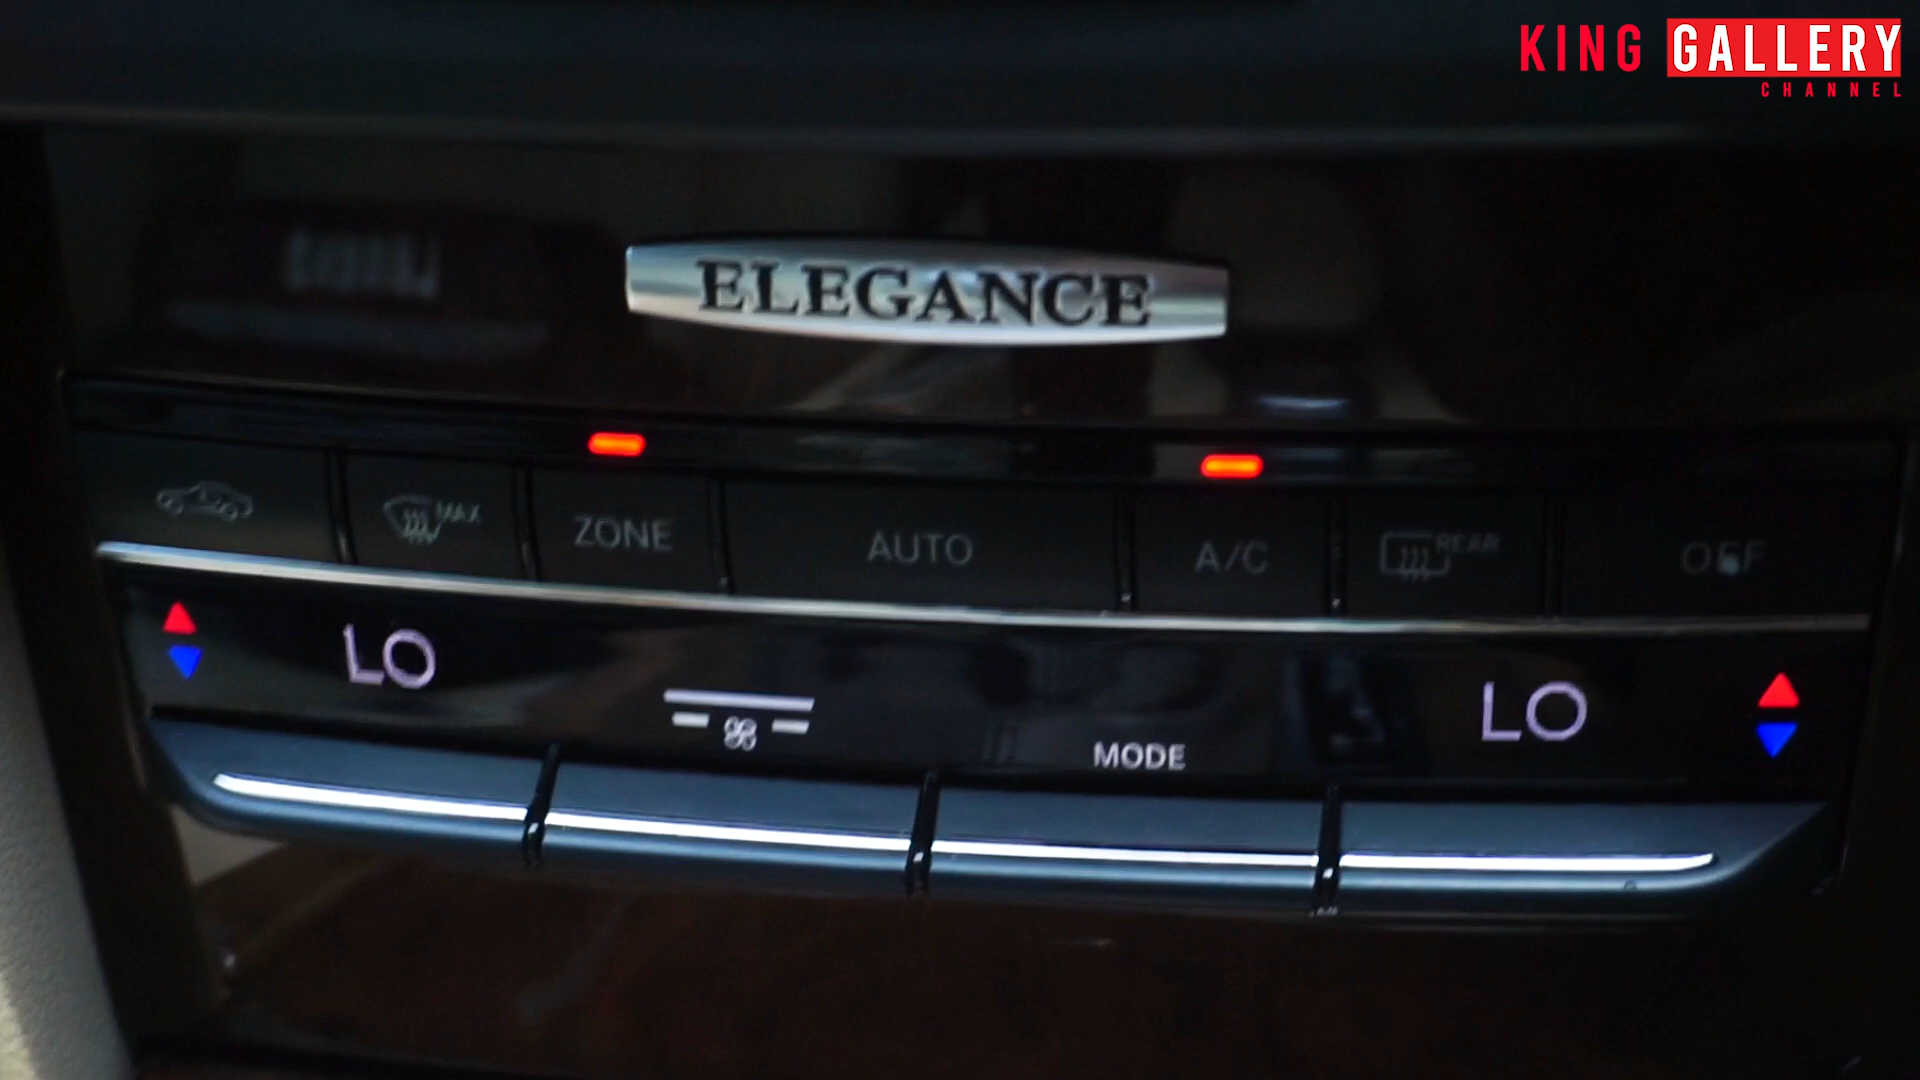 KING GALLERY
CHANNEL
ELEGANCE
MAX ZONE AUTO A/C REAR OFF
LO LO
MODE